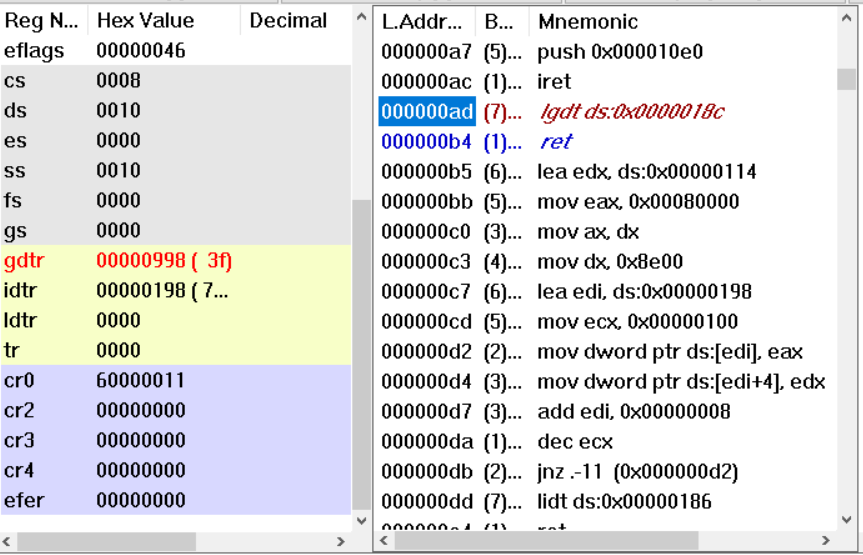 Reg N... Hex Value Decimal
eflags 00000046
cs 0008
ds 0010
es 0000
ss 0010
fs 0000
gs 0000
gdtr 00000998 ( 3f)
idtr 00000198 ( 7...
ldtr 0000
tr 0000
cr0 60000011
cr2 00000000
cr3 00000000
cr4 00000000
efer 00000000
L.Addr... B... Mnemonic
000000a7 (5)... push 0x000010e0
000000ac (1)... iret
000000ad (7)... lgdt ds:0x0000018c
000000b4 (1)... ret
000000b5 (6)... lea edx, ds:0x00000114
000000bb (5)... mov eax, 0x00080000
000000c0 (3)... mov ax, dx
000000c3 (4)... mov dx, 0x8e00
000000c7 (6)... lea edi, ds:0x00000198
000000cd (5)... mov ecx, 0x00000100
000000d2 (2)... mov dword ptr ds:[edi], eax
000000d4 (3)... mov dword ptr ds:[edi+4], edx
000000d7 (3)... add edi, 0x00000008
000000da (1)... dec ecx
000000db (2)... jnz .-11 (0x000000d2)
000000dd (7)... lidt ds:0x00000186